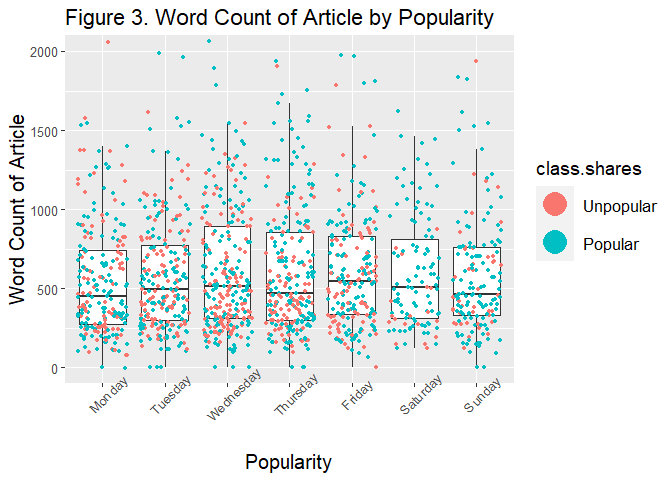 Figure 3. Word Count of Article by Popularity
Word Count of Article
2000
1500
1000
500
0
Monday
Tuesday
Wednesday
Thursday
Friday
Saturday
Sunday
Popularity
class.shares
Unpopular
Popular